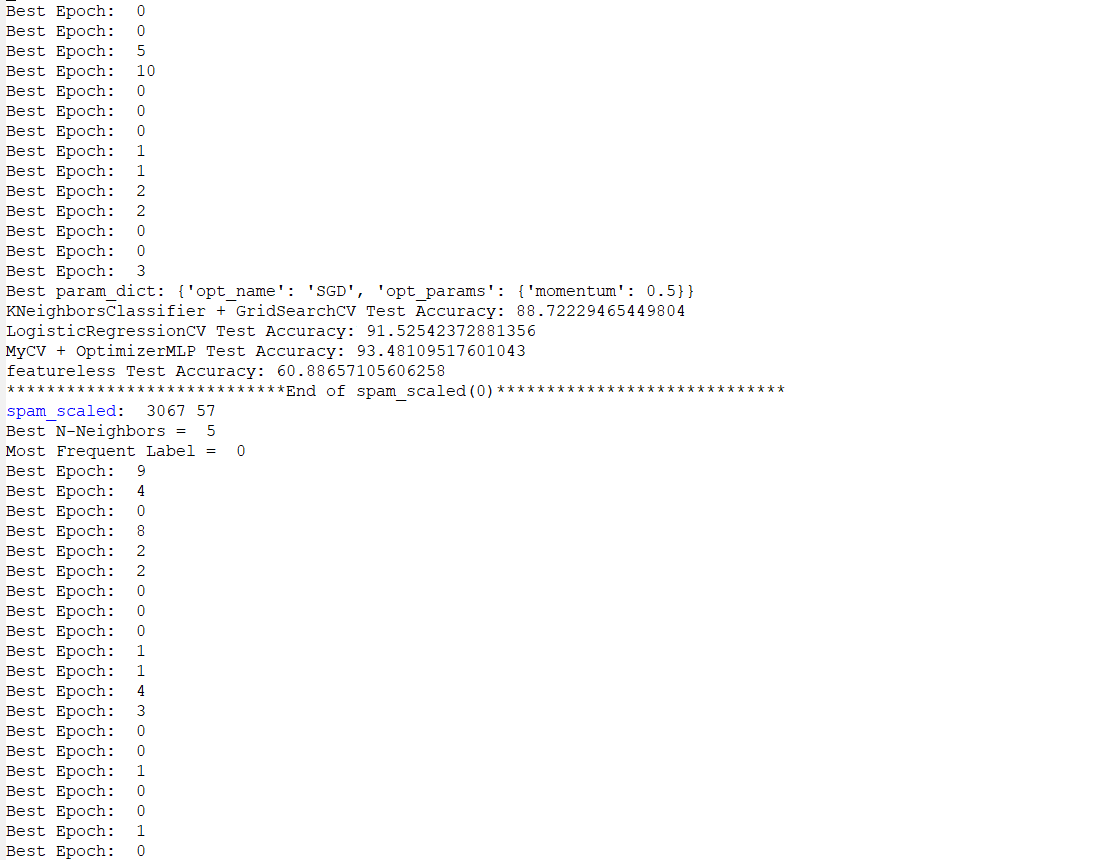 Best Epoch:  0
Best Epoch:  0
Best Epoch:  5
Best Epoch:  10
Best Epoch:  0
Best Epoch:  0
Best Epoch:  0
Best Epoch:  1
Best Epoch:  1
Best Epoch:  2
Best Epoch:  2
Best Epoch:  0
Best Epoch:  0
Best Epoch:  3
Best param_dict: {'opt_name': 'SGD', 'opt_params': {'momentum': 0.5}}
KNeighborsClassifier + GridSearchCV Test Accuracy: 88.72229465449804
LogisticRegressionCV Test Accuracy: 91.52542372881356
MyCV + OptimizerMLP Test Accuracy: 93.48109517601043
featureless Test Accuracy: 60.88657105606258
****************************End of spam_scaled(0)*****************************
spam_scaled:  3067 57
Best N-Neighbors =  5
Most Frequent Label =  0
Best Epoch:  9
Best Epoch:  4
Best Epoch:  0
Best Epoch:  8
Best Epoch:  2
Best Epoch:  2
Best Epoch:  0
Best Epoch:  0
Best Epoch:  0
Best Epoch:  1
Best Epoch:  1
Best Epoch:  4
Best Epoch:  3
Best Epoch:  0
Best Epoch:  0
Best Epoch:  1
Best Epoch:  0
Best Epoch:  0
Best Epoch:  1
Best Epoch:  0